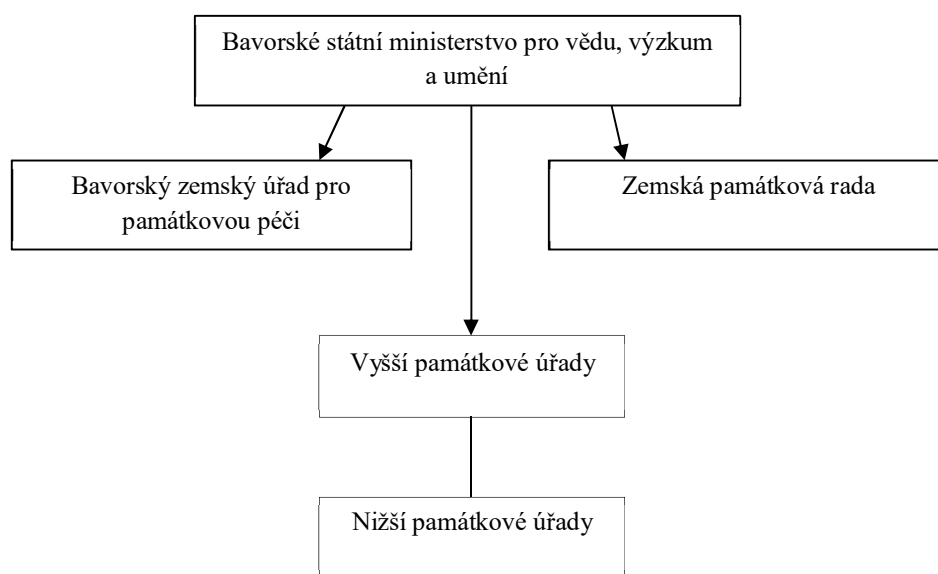 Bavorské státní ministerstvo pro vědu, výzkum
a umění
Bavorský zemský úřad pro
památkovou péči
Zemská památková rada
Vyšší památkové úřady
Nižší památkové úřady